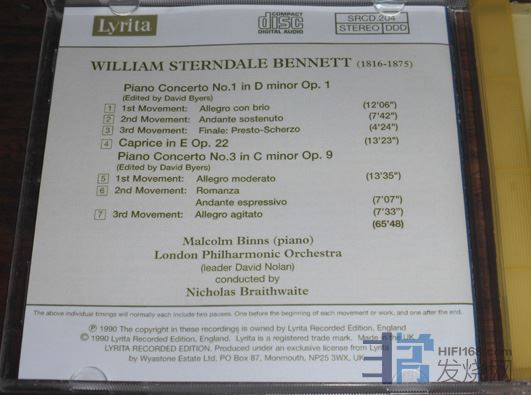 Lyrita
COMPACT
disc
DIGITAL AUDIO
SRCD.204
STEREO DDD
WILLIAM STERNDALE BENNETT (1816-1875)
Piano Concerto No.1 in D minor Op. 1
(Edited by David Byers)
1 1st Movement: Allegro con brio (12'06")
2 2nd Movement: Andante sostenuto (7'42")
3 3rd Movement: Finale: Presto-Scherzo (4'24")
4 Caprice in E Op. 22 (13'23")
Piano Concerto No.3 in C minor Op. 9
(Edited by David Byers)
5 1st Movement: Allegro moderato (13'35")
6 2nd Movement: Romanza
Andante espressivo (7'07")
7 3rd Movement: Allegro agitato (7'33")
(65'48)
Malcolm Binns (piano)
London Philharmonic Orchestra
(leader David Nolan)
conducted by
Nicholas Braithwaite
The above individual timings will normally each include two pauses. One before the beginning of each movement or work, and one after the end.
Ⓟ 1990 The copyright in these recordings is owned by Lyrita Recorded Edition, England
© 1990 Lyrita Recorded Edition, England. Lyrita is a registered trade mark. Made in the UK
LYRITA RECORDED EDITION. Produced under an exclusive license from Lyrita
by Wyastone Estate Ltd, PO Box 87, Monmouth, NP25 3WX, UK
HIFI168.com
发烧网